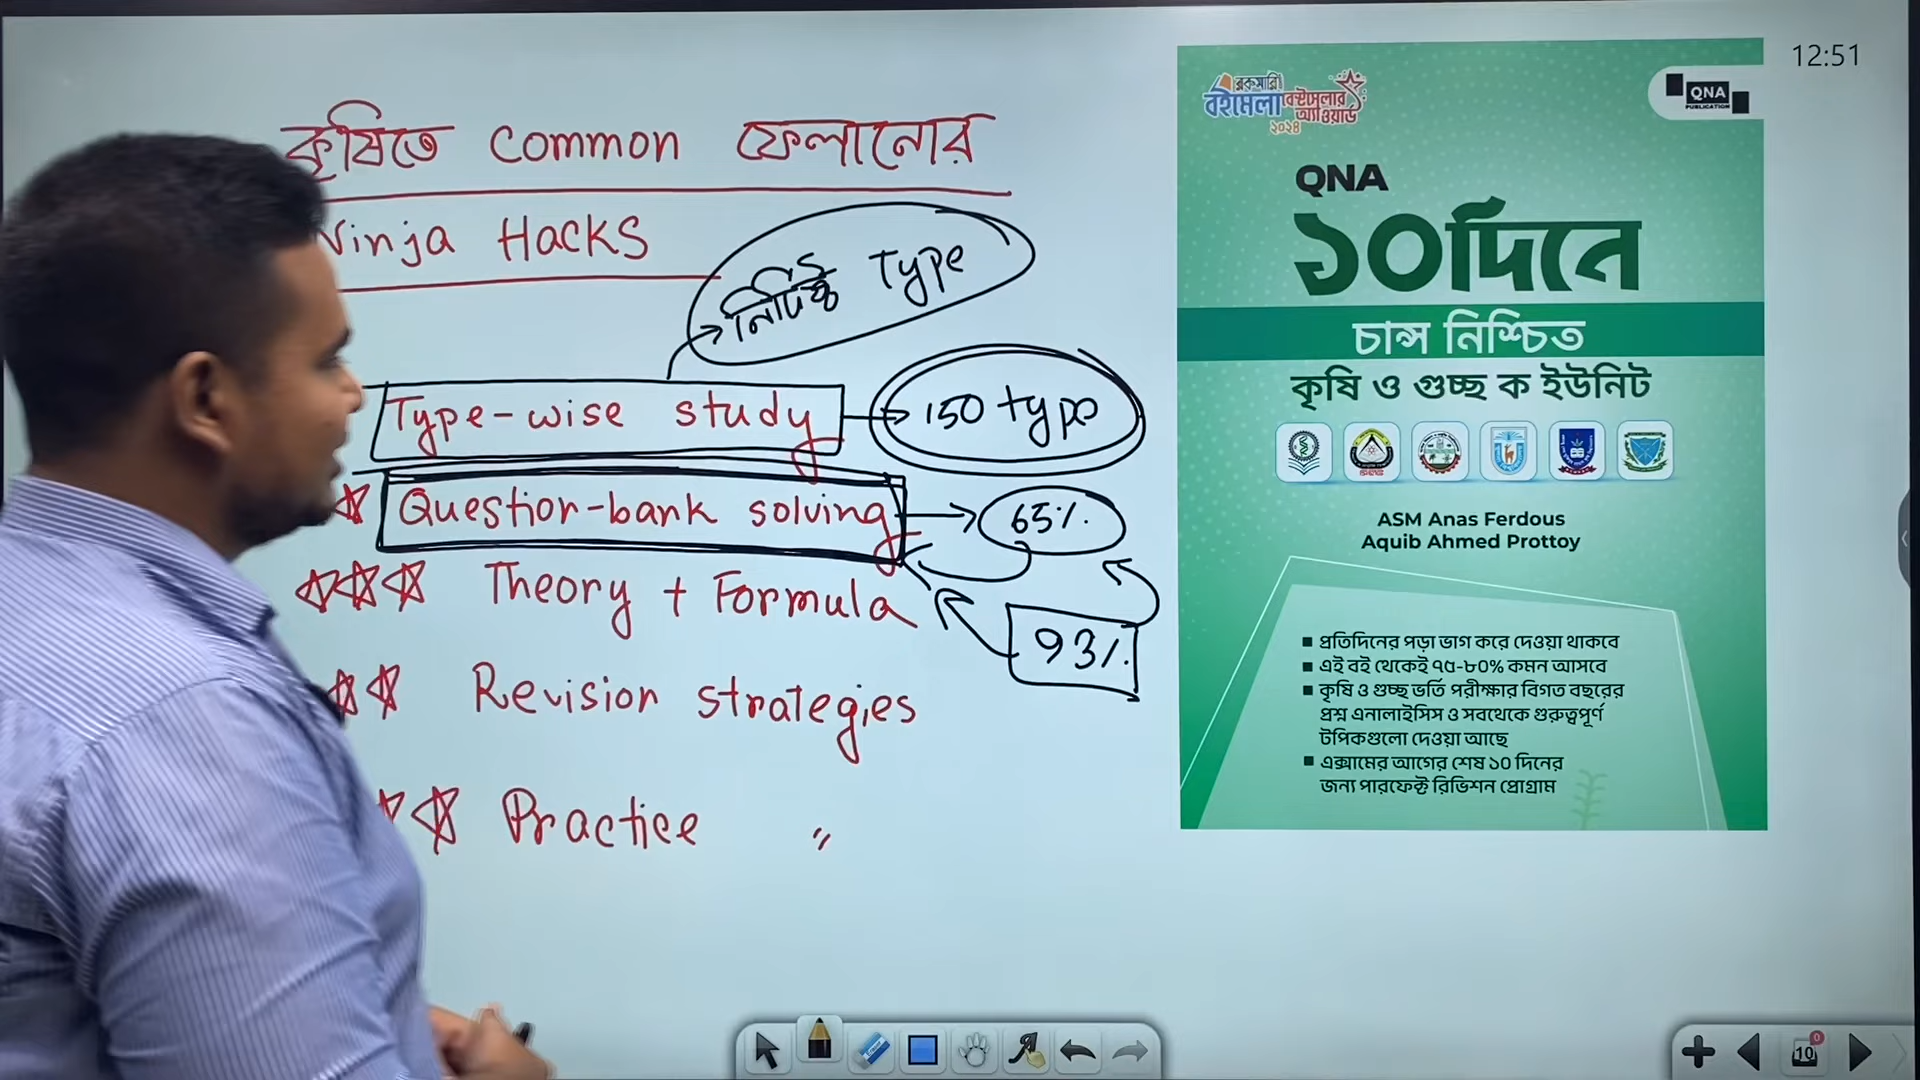 কৃষিতে common ফেলানোর
Ninja Hacks
নির্দিষ্ট Type
Type-wise study
150 type
Question-bank solving
65%.
Theory + Formula
93%.
Revision strategies
Practice "
12:51
রকমারি
বইমেলা বেস্টসেলার
অ্যাওয়ার্ড
২০২৪
QNA
PUBLICATION
QNA
১০দিনে
চান্স নিশ্চিত
কৃষি ও গুচ্ছ ক ইউনিট
ASM Anas Ferdous
Aquib Ahmed Prottoy
প্রতিদিনের পড়া ভাগ করে দেওয়া থাকবে
এই বই থেকেই ৭৫-৮০% কমন আসবে
কৃষি ও গুচ্ছ ভর্তি পরীক্ষার বিগত বছরের
প্রশ্ন এনালাইসিস ও সবথেকে গুরুত্বপূর্ণ
টপিকগুলো দেওয়া আছে
এক্সামের আগের শেষ ১০ দিনের
জন্য পারফেক্ট রিভিশন প্রোগ্রাম
10
0